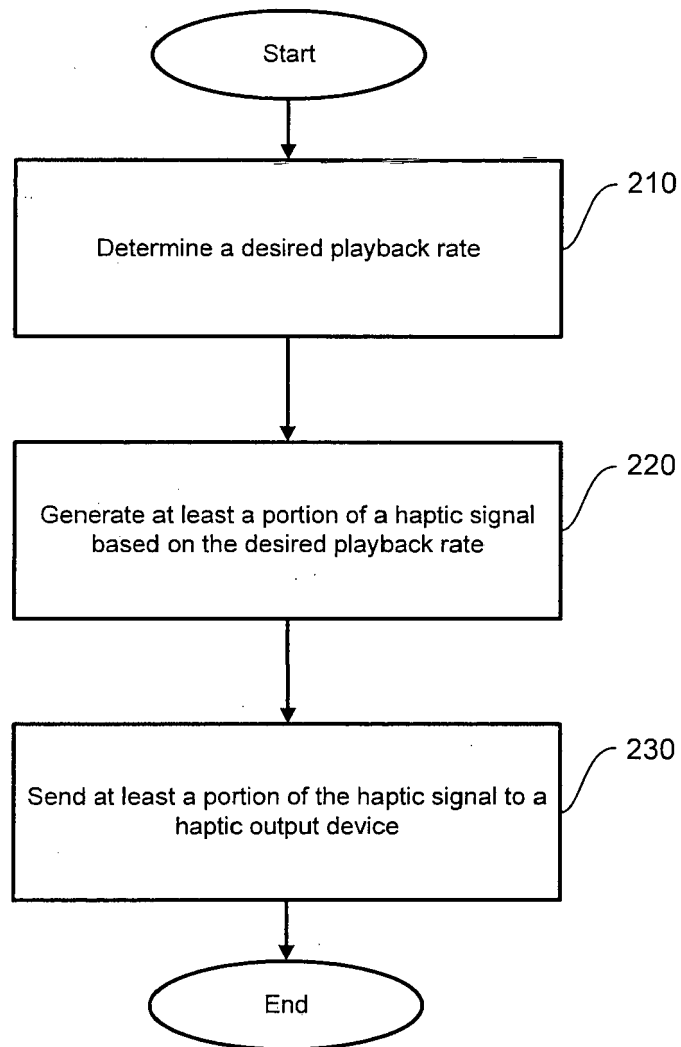 Start
210
Determine a desired playback rate
220
Generate at least a portion of a haptic signal
based on the desired playback rate
230
Send at least a portion of the haptic signal to a
haptic output device
End